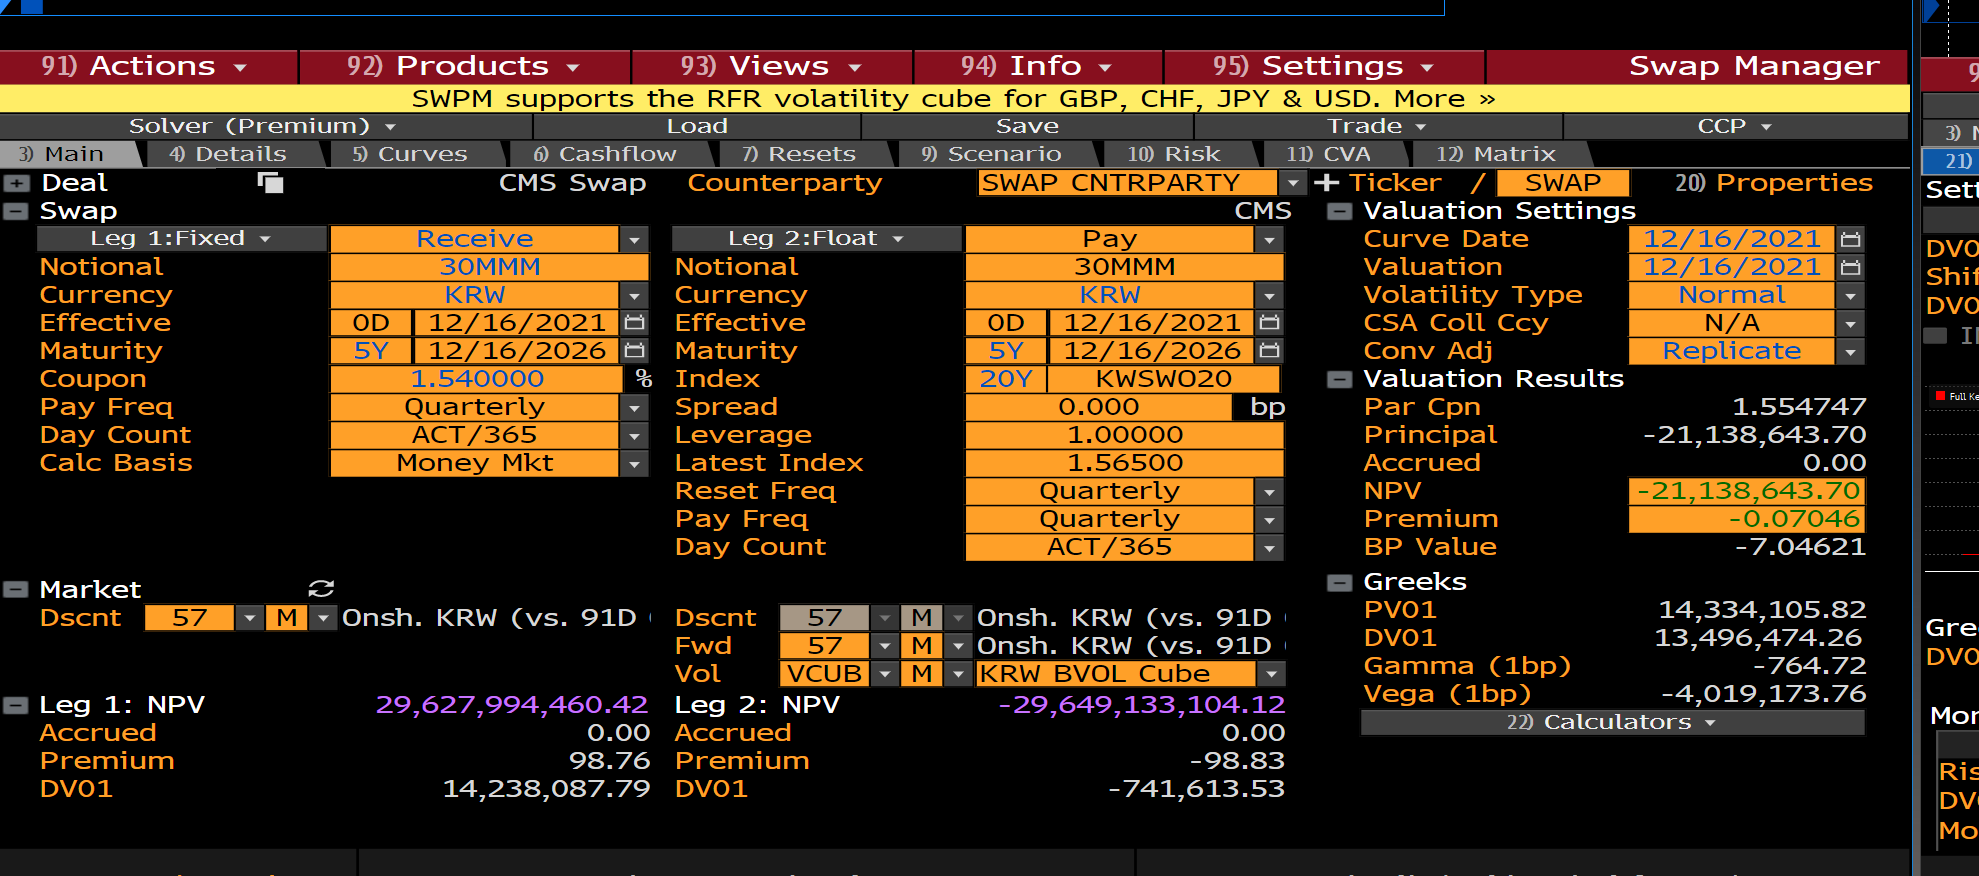 91) Actions 92) Products 93) Views 94) Info 95) Settings Swap Manager
SWPM supports the RFR volatility cube for GBP, CHF, JPY & USD. More »
Solver (Premium) Load Save Trade CCP
3) Main 4) Details 5) Curves 6) Cashflow 7) Resets 9) Scenario 10) Risk 11) CVA 12) Matrix
Deal CMS Swap Counterparty SWAP CNTRPARTY Ticker / SWAP 20) Properties
Swap CMS Valuation Settings
Leg 1:Fixed Receive Leg 2:Float Pay Curve Date 12/16/2021
Notional 30MMM Notional 30MMM Valuation 12/16/2021
Currency KRW Currency KRW Volatility Type Normal
Effective 0D 12/16/2021 Effective 0D 12/16/2021 CSA Coll Ccy N/A
Maturity 5Y 12/16/2026 Maturity 5Y 12/16/2026 Conv Adj Replicate
Coupon 1.540000 % Index 20Y KWSWO20 Valuation Results
Pay Freq Quarterly Spread 0.000 bp Par Cpn 1.554747
Day Count ACT/365 Leverage 1.00000 Principal -21,138,643.70
Calc Basis Money Mkt Latest Index 1.56500 Accrued 0.00
Reset Freq Quarterly NPV -21,138,643.70
Pay Freq Quarterly Premium -0.07046
Day Count ACT/365 BP Value -7.04621
Market Greeks
Dscnt 57 M Onsh. KRW (vs. 91D Dscnt 57 M Onsh. KRW (vs. 91D PV01 14,334,105.82
Fwd 57 M Onsh. KRW (vs. 91D DV01 13,496,474.26
Vol VCUB M KRW BVOL Cube Gamma (1bp) -764.72
Vega (1bp) -4,019,173.76
Leg 1: NPV 29,627,994,460.42 Leg 2: NPV -29,649,133,104.12
22) Calculators
Accrued 0.00 Accrued 0.00
Premium 98.76 Premium -98.83
DV01 14,238,087.79 DV01 -741,613.53
3)
21)
Full Ke